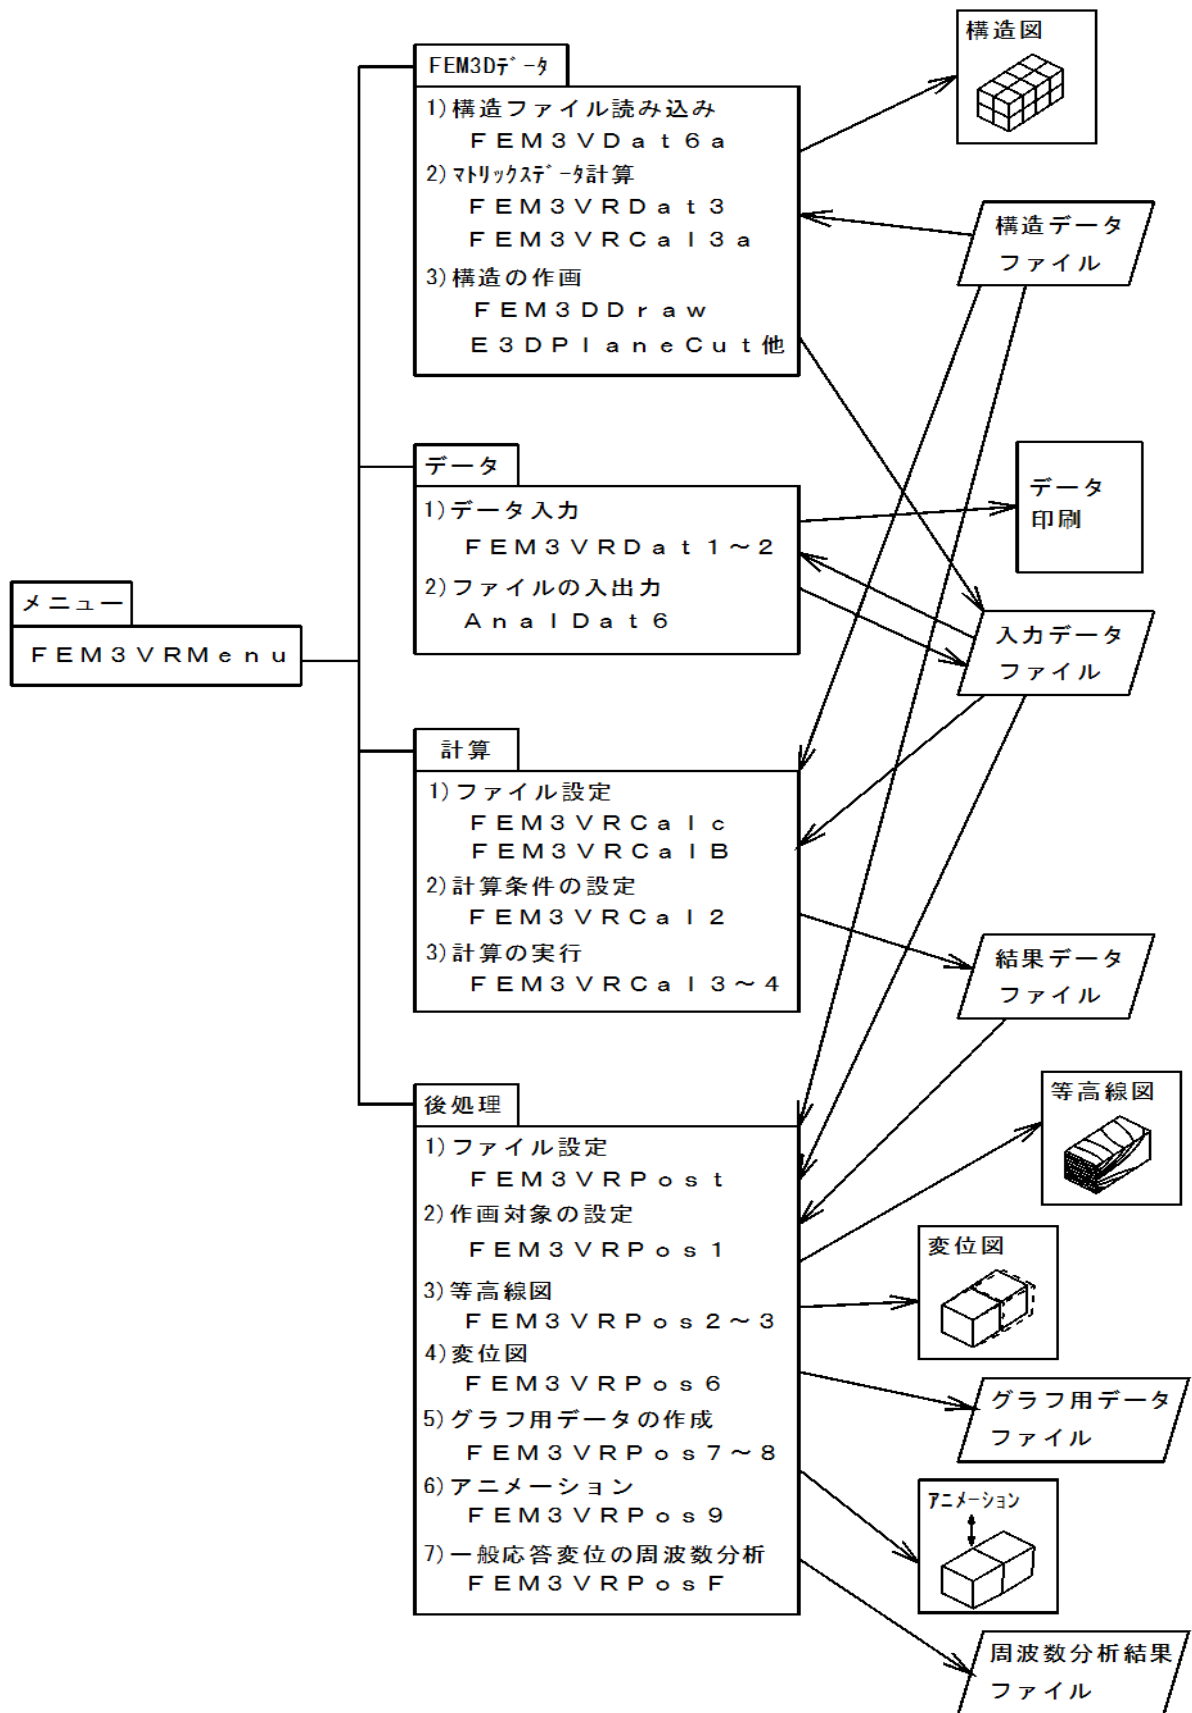 メニュー
FEM3VRMenu
FEM3Dﾃﾞｰﾀ
1)構造ファイル読み込み
FEM3VDat6a
2)ﾏﾄﾘｯｸｽﾃﾞｰﾀ計算
FEM3VRDat3
FEM3VRCal3a
3)構造の作画
FEM3DDraw
E3DPlaneCut他
データ
1)データ入力
FEM3VRDat1～2
2)ファイルの入出力
AnalDat6
計算
1)ファイル設定
FEM3VRCalc
FEM3VRCalB
2)計算条件の設定
FEM3VRCal2
3)計算の実行
FEM3VRCal3～4
後処理
1)ファイル設定
FEM3VRPost
2)作画対象の設定
FEM3VRPos1
3)等高線図
FEM3VRPos2～3
4)変位図
FEM3VRPos6
5)グラフ用データの作成
FEM3VRPos7～8
6)アニメーション
FEM3VRPos9
7)一般応答変位の周波数分析
FEM3VRPosF
構造図
構造データ
ファイル
データ
印刷
入力データ
ファイル
結果データ
ファイル
等高線図
変位図
グラフ用データ
ファイル
ｱﾆﾒｰｼｮﾝ
周波数分析結果
ファイル